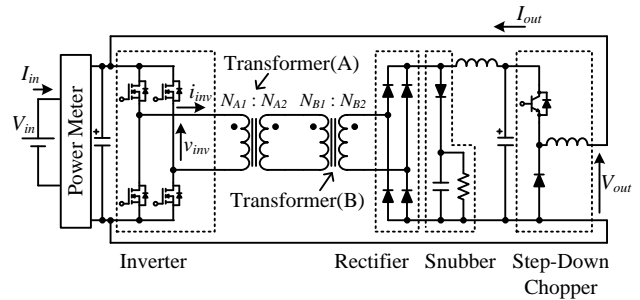 I_out
I_in
Transformer(A)
i_inv
N_A1 : N_A2
N_B1 : N_B2
V_in
Power Meter
v_inv
Transformer(B)
V_out
Inverter
Rectifier
Snubber
Step-Down
Chopper